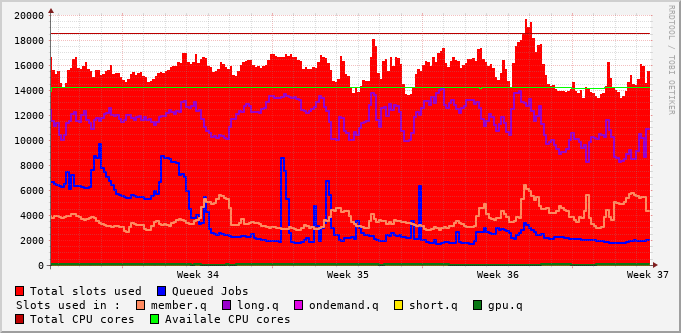 RRDTOOL / TOBI OETIKER
20000
18000
16000
14000
12000
10000
8000
6000
4000
2000
0
Week 34 Week 35 Week 36 Week 37
Total slots used Queued Jobs
Slots used in : member.q long.q ondemand.q short.q gpu.q
Total CPU cores Availale CPU cores